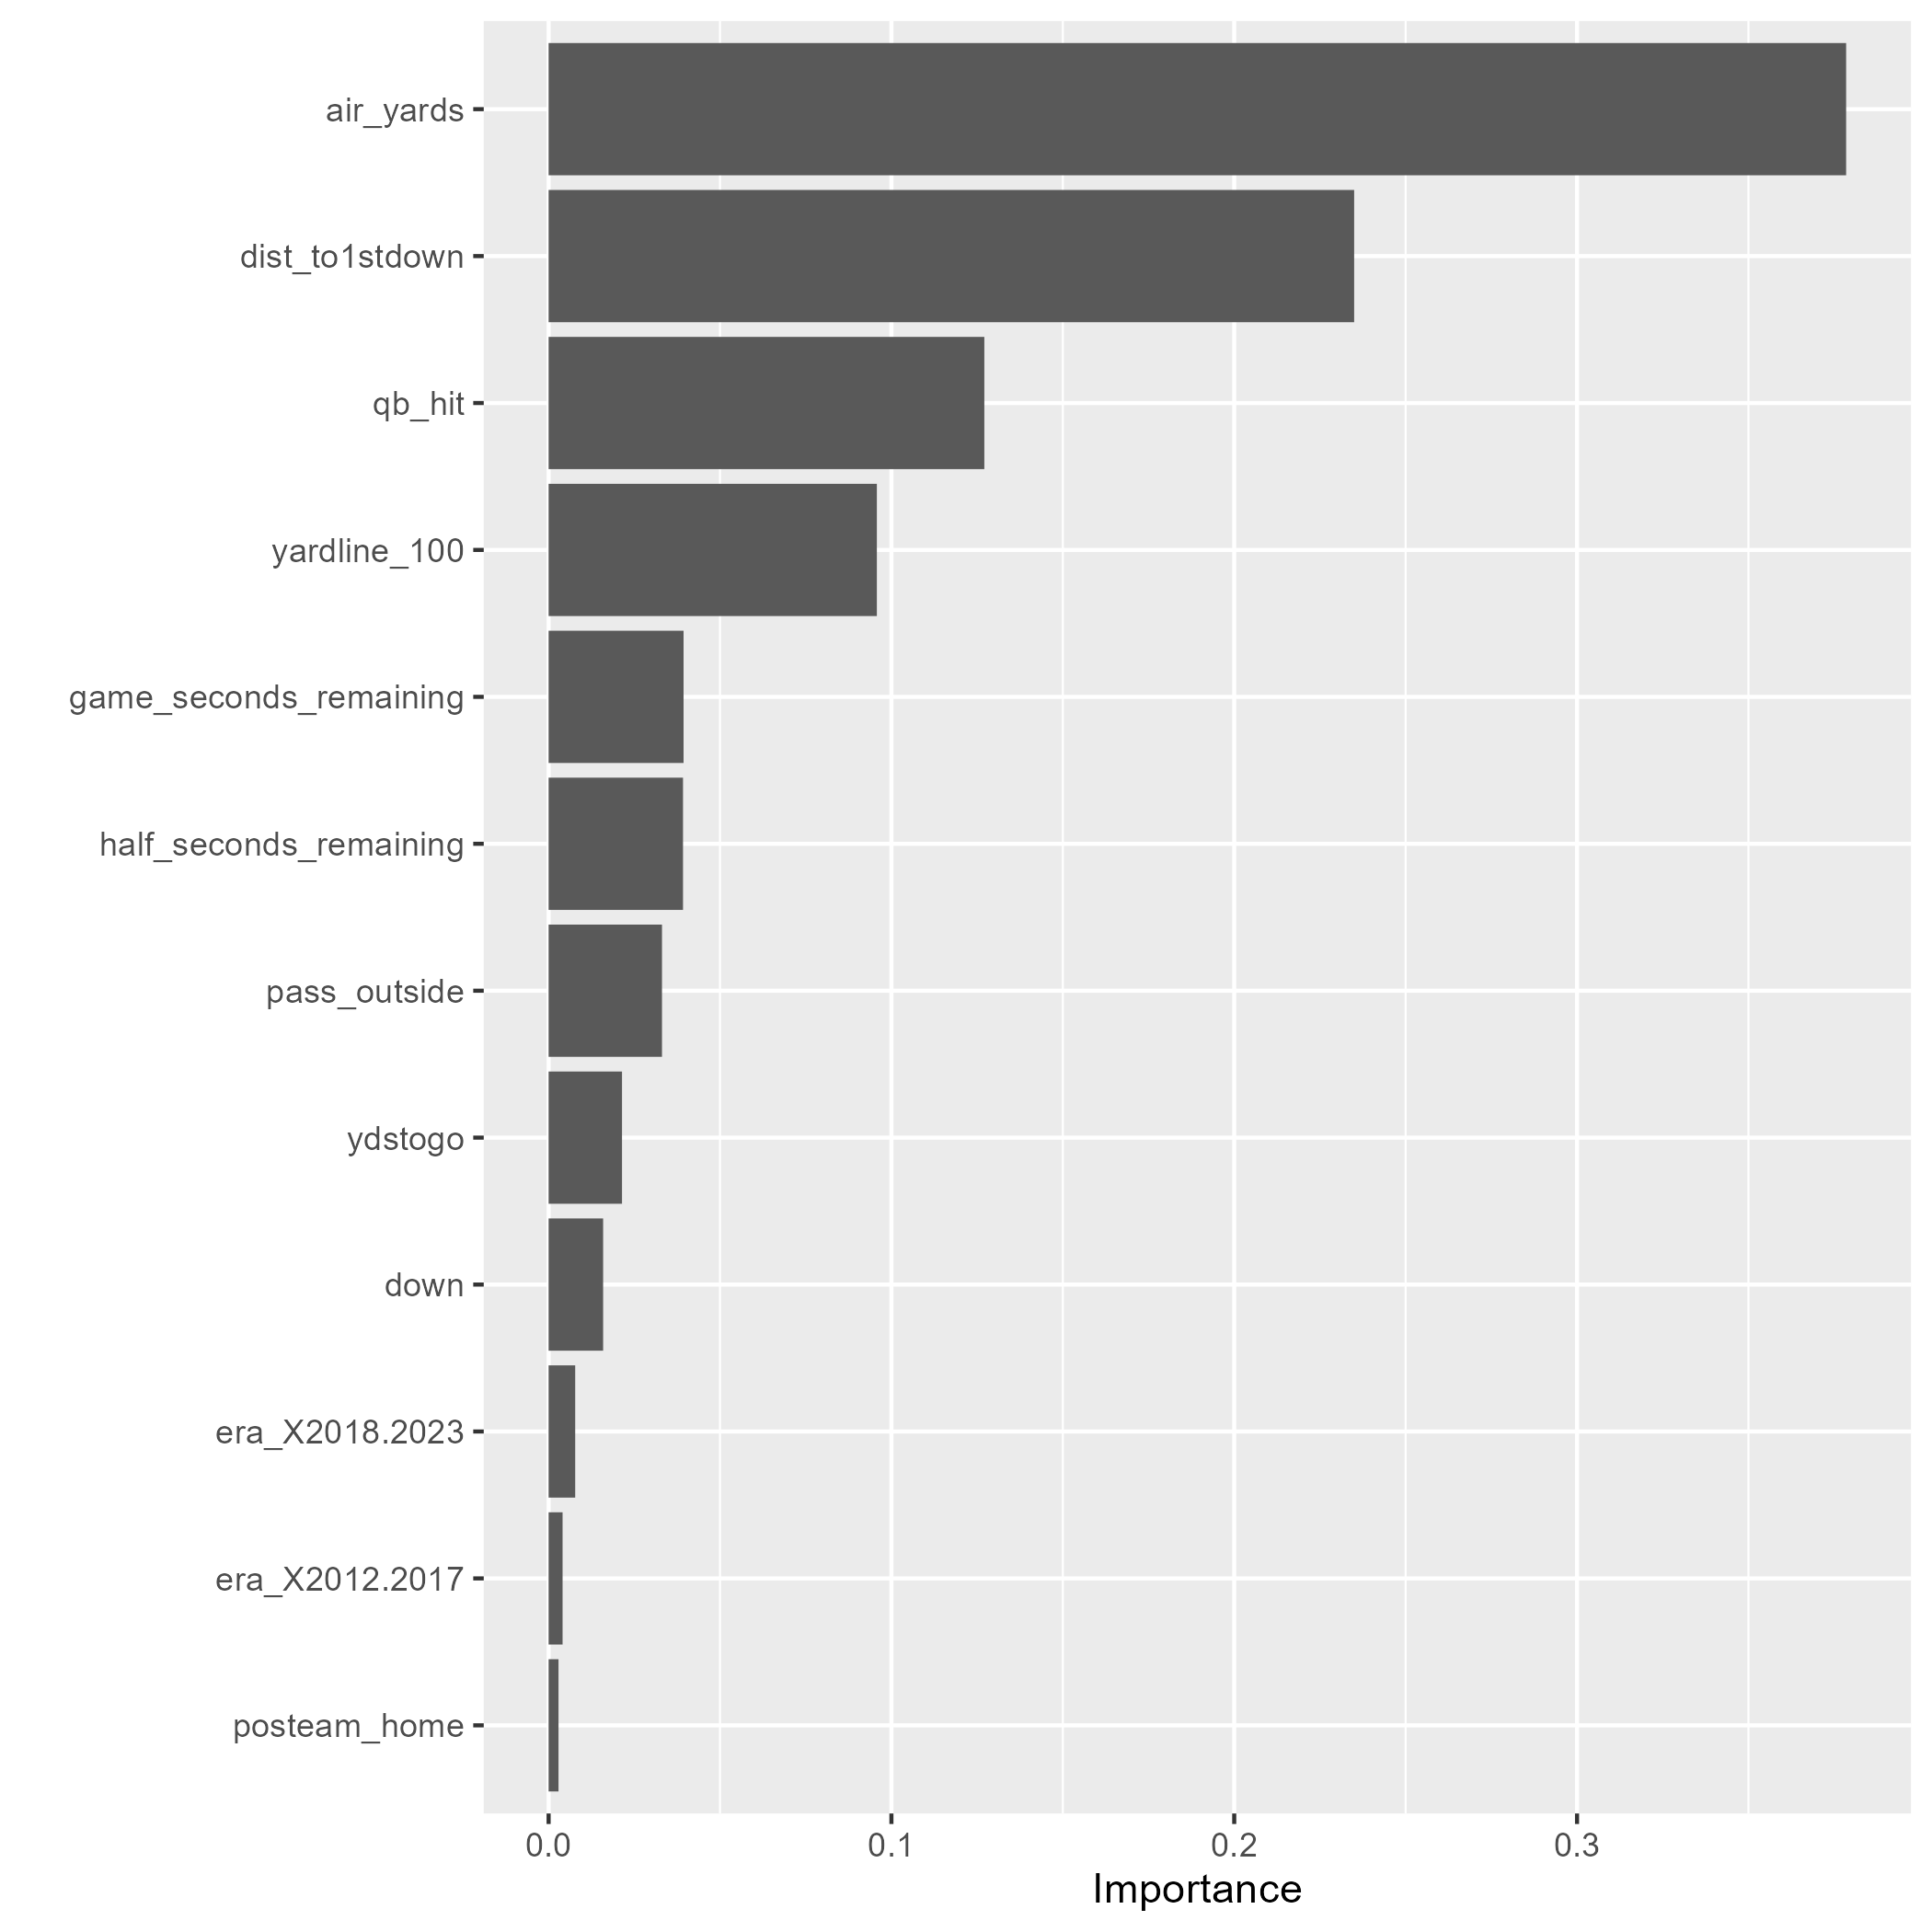 air_yards
dist_to1stdown
qb_hit
yardline_100
game_seconds_remaining
half_seconds_remaining
pass_outside
ydstogo
down
era_X2018.2023
era_X2012.2017
posteam_home
0.0 0.1 0.2 0.3
Importance